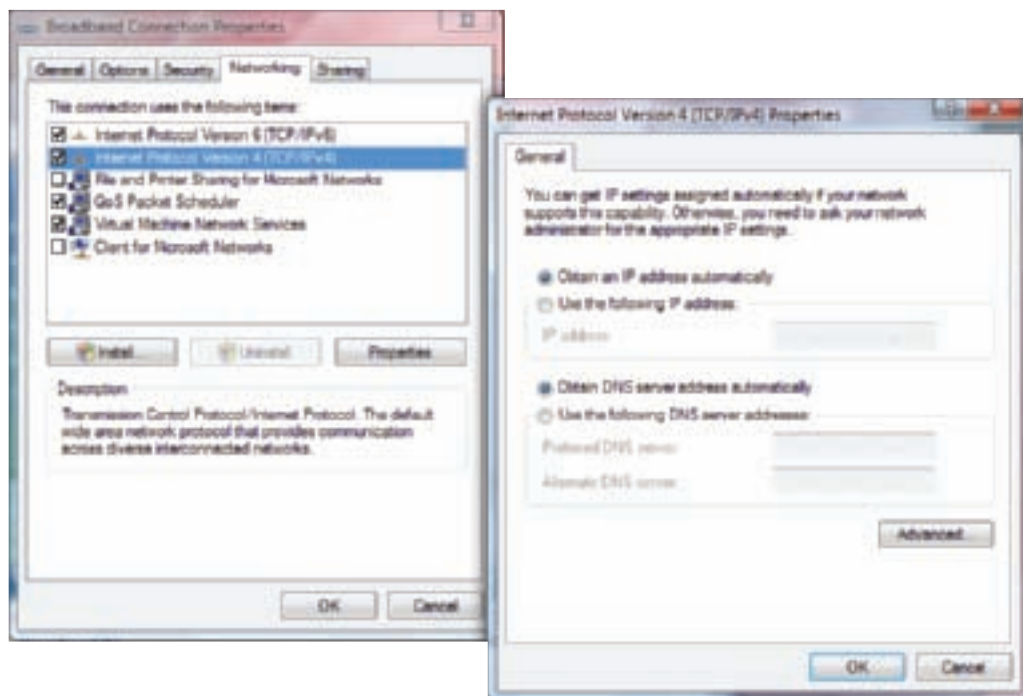 Broadband Connection Properties
General Options Security Networking Sharing
This connection uses the following items:
Internet Protocol Version 6 (TCP/IPv6)
Internet Protocol Version 4 (TCP/IPv4)
File and Printer Sharing for Microsoft Networks
QoS Packet Scheduler
Virtual Machine Network Services
Client for Microsoft Networks
Install...
Uninstall
Properties
Description
Transmission Control Protocol/Internet Protocol. The default
wide area network protocol that provides communication
across diverse interconnected networks.
OK Cancel
Internet Protocol Version 4 (TCP/IPv4) Properties
General
You can get IP settings assigned automatically if your network
supports this capability. Otherwise, you need to ask your network
administrator for the appropriate IP settings.
Obtain an IP address automatically
Use the following IP address:
IP address:
Obtain DNS server address automatically
Use the following DNS server addresses:
Preferred DNS server:
Alternate DNS server:
Advanced...
OK Cancel